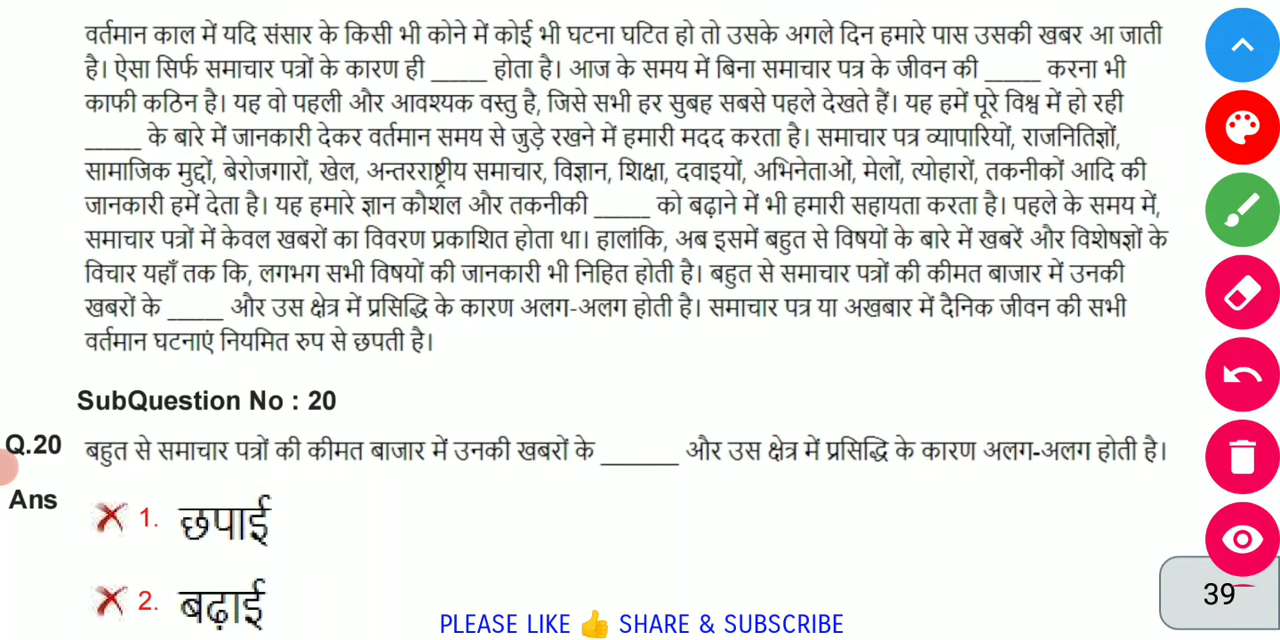 वर्तमान काल में यदि संसार के किसी भी कोने में कोई भी घटना घटित हो तो उसके अगले दिन हमारे पास उसकी खबर आ जाती
है। ऐसा सिर्फ समाचार पत्रों के कारण ही ______ होता है। आज के समय में बिना समाचार पत्र के जीवन की ______ करना भी
काफी कठिन है। यह वो पहली और आवश्यक वस्तु है, जिसे सभी हर सुबह सबसे पहले देखते हैं। यह हमें पूरे विश्व में हो रही
______ के बारे में जानकारी देकर वर्तमान समय से जुड़े रखने में हमारी मदद करता है। समाचार पत्र व्यापारियों, राजनितिज्ञों,
सामाजिक मुद्दों, बेरोजगारों, खेल, अन्तरराष्ट्रीय समाचार, विज्ञान, शिक्षा, दवाइयों, अभिनेताओं, मेलों, त्योहारों, तकनीकों आदि की
जानकारी हमें देता है। यह हमारे ज्ञान कौशल और तकनीकी ______ को बढ़ाने में भी हमारी सहायता करता है। पहले के समय में,
समाचार पत्रों में केवल खबरों का विवरण प्रकाशित होता था। हालांकि, अब इसमें बहुत से विषयों के बारे में खबरें और विशेषज्ञों के
विचार यहाँ तक कि, लगभग सभी विषयों की जानकारी भी निहित होती है। बहुत से समाचार पत्रों की कीमत बाजार में उनकी
खबरों के ______ और उस क्षेत्र में प्रसिद्धि के कारण अलग-अलग होती है। समाचार पत्र या अखबार में दैनिक जीवन की सभी
वर्तमान घटनाएं नियमित रुप से छपती है।
SubQuestion No : 20
Q.20 बहुत से समाचार पत्रों की कीमत बाजार में उनकी खबरों के ______ और उस क्षेत्र में प्रसिद्धि के कारण अलग-अलग होती है।
Ans
1. छपाई
2. बढ़ाई
39
PLEASE LIKE 👍 SHARE & SUBSCRIBE